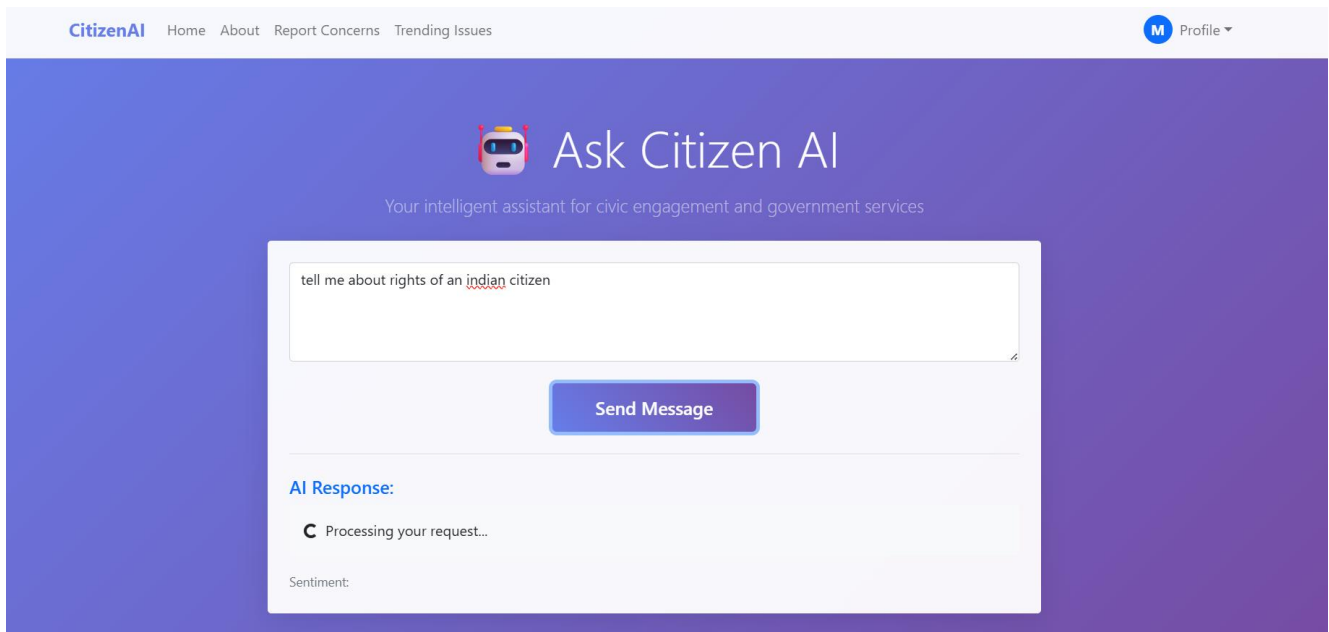 CitizenAI Home About Report Concerns Trending Issues M Profile
Ask Citizen AI
Your intelligent assistant for civic engagement and government services
tell me about rights of an indian citizen
Send Message
AI Response:
Processing your request...
Sentiment: